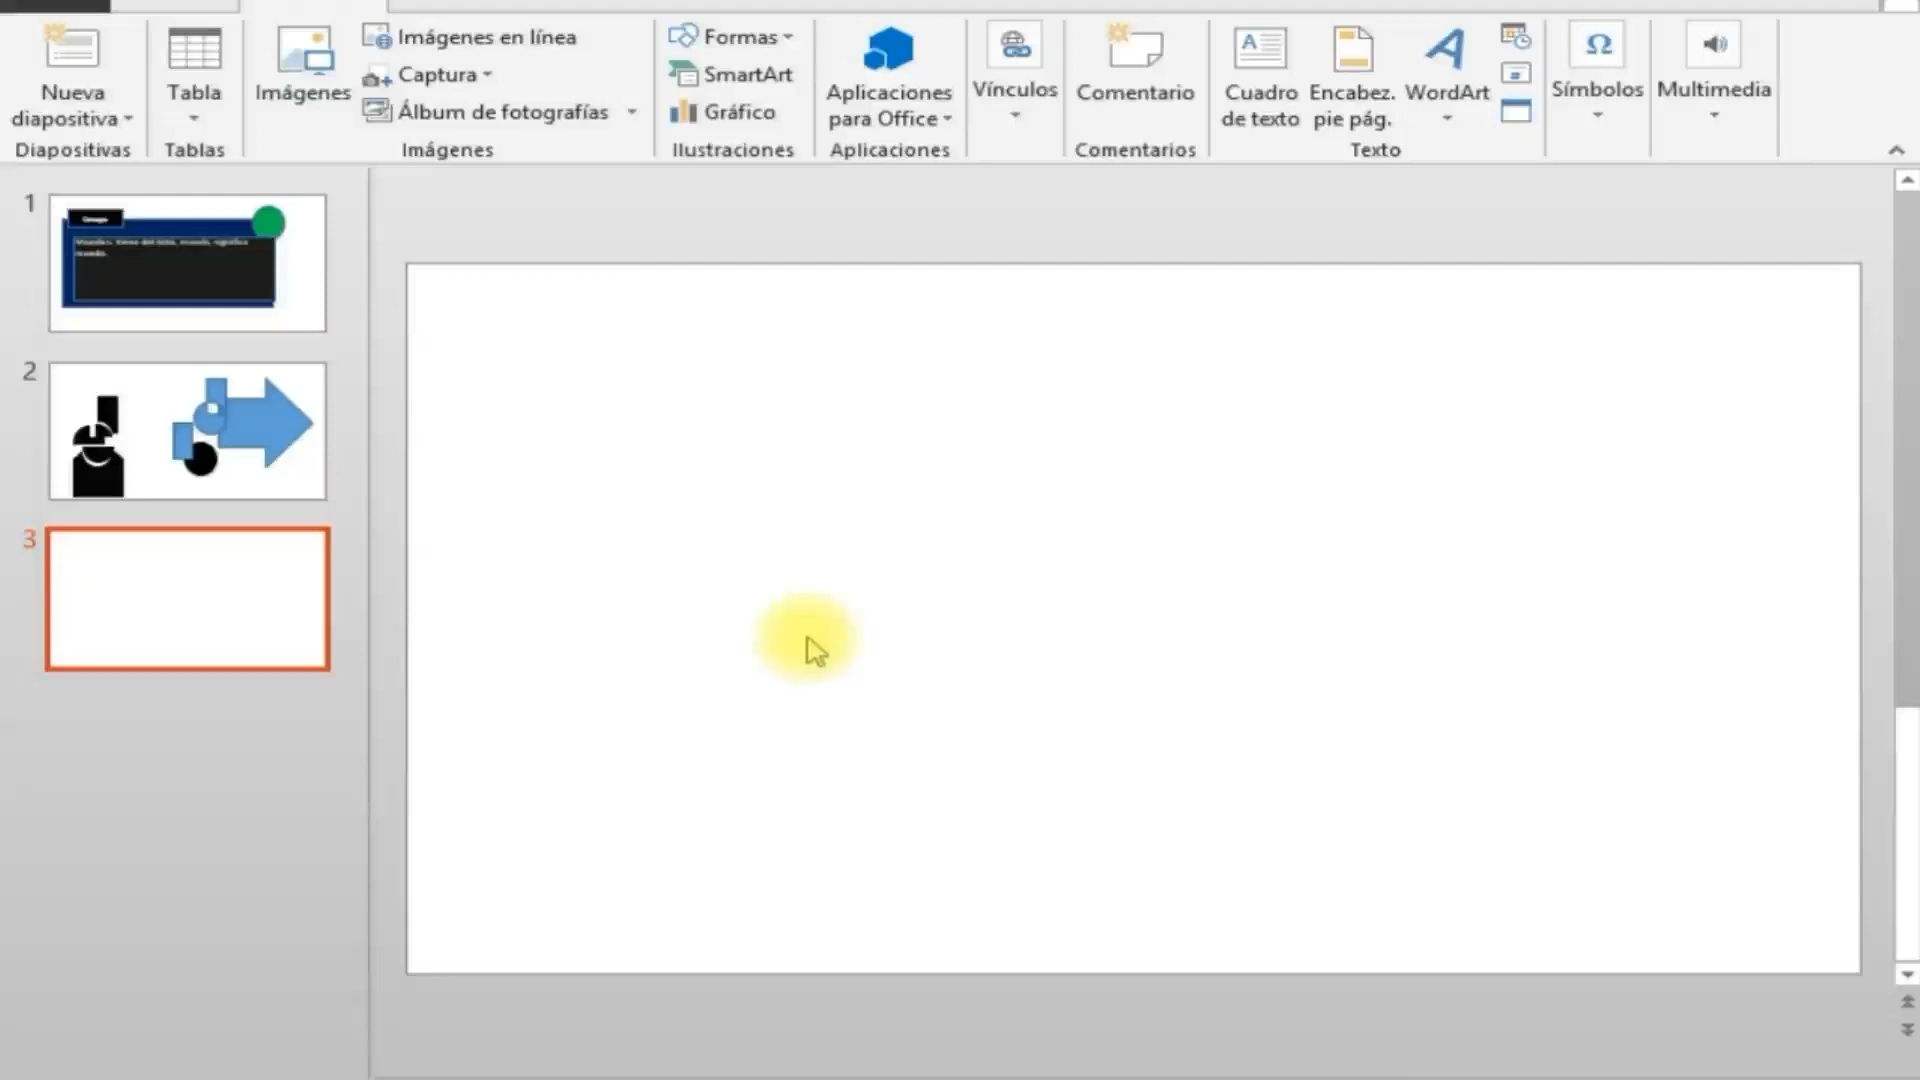 Nueva diapositiva
Diapositivas
Tabla
Tablas
Imágenes
Imágenes en línea
Captura
Álbum de fotografías
Imágenes
Formas
SmartArt
Gráfico
Ilustraciones
Aplicaciones para Office
Aplicaciones
Vínculos
Comentario
Comentarios
Cuadro de texto
Encabez. pie pág.
WordArt
Texto
Símbolos
Multimedia
1
2
3